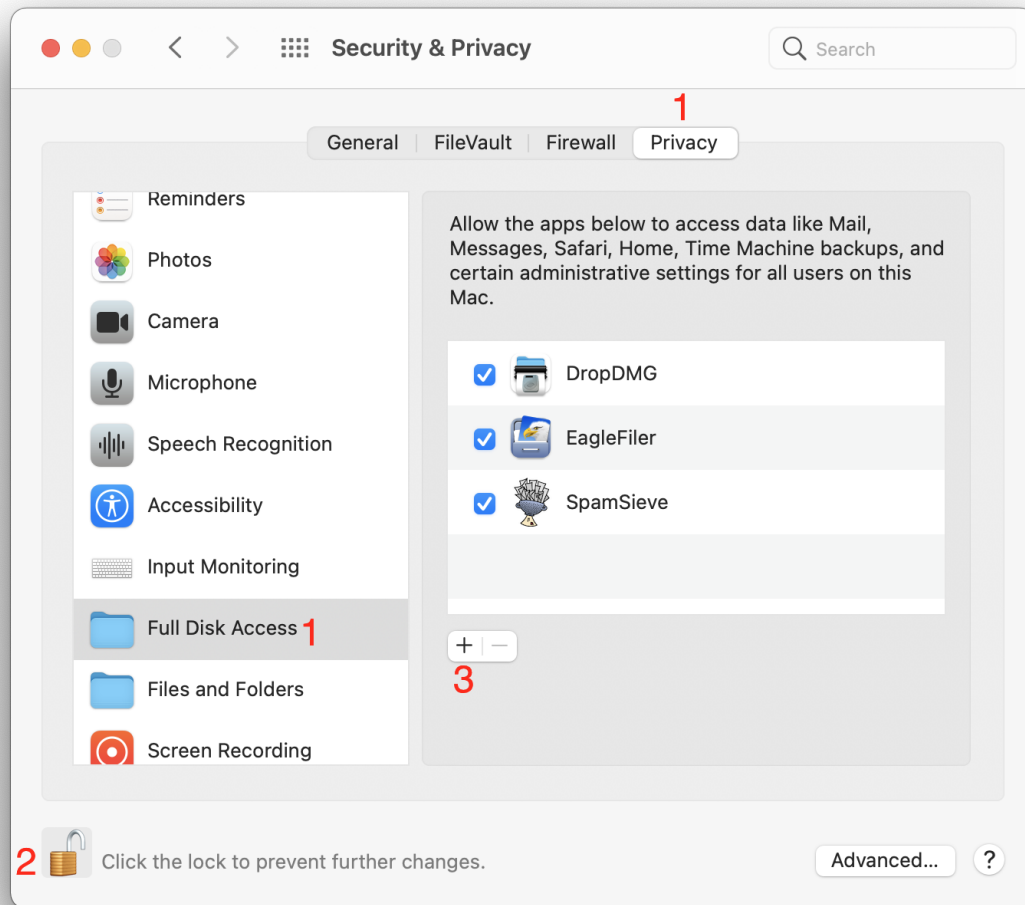 Security & Privacy
Search
1
General
FileVault
Firewall
Privacy
Reminders
Photos
Camera
Microphone
Speech Recognition
Accessibility
Input Monitoring
Full Disk Access 1
Files and Folders
Screen Recording
Allow the apps below to access data like Mail,
Messages, Safari, Home, Time Machine backups, and
certain administrative settings for all users on this
Mac.
DropDMG
EagleFiler
SpamSieve
+ −
3
2 Click the lock to prevent further changes.
Advanced...
?